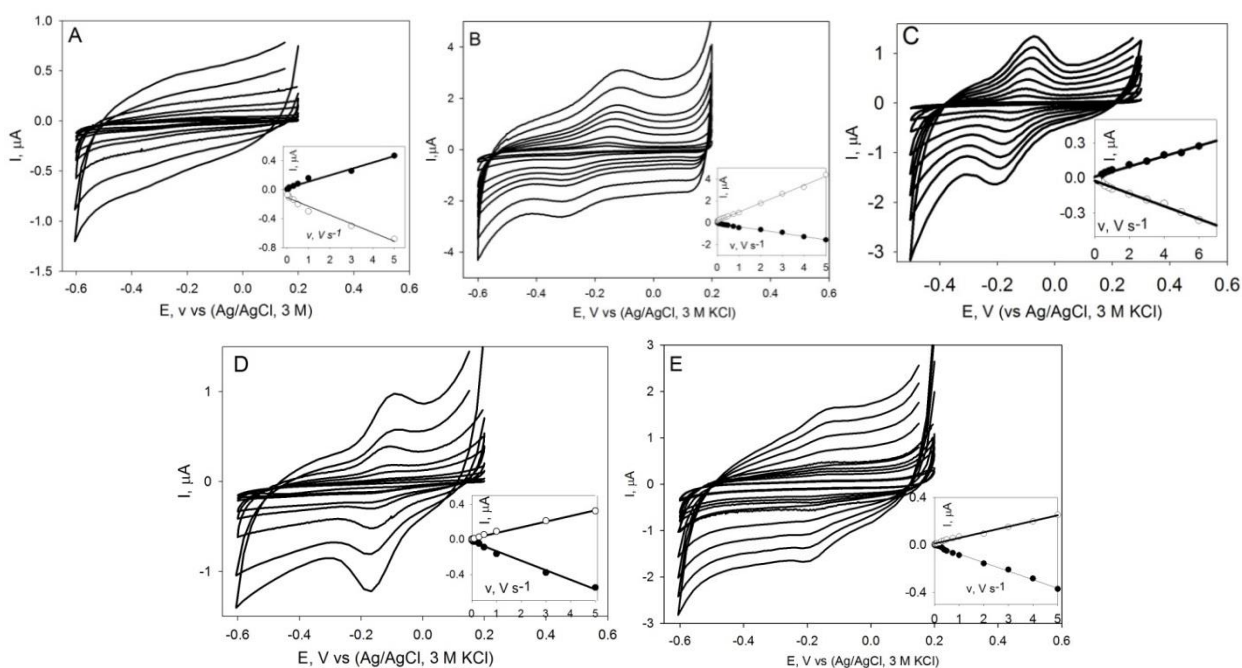 A
1.0
0.5
0.0
-0.5
-1.0
-1.5
I, μA
-0.6 -0.4 -0.2 0.0 0.2 0.4 0.6
E, v vs (Ag/AgCl, 3 M)
I, μA
0.4
0.0
-0.4
-0.8
v, V s-1
0 1 2 3 4 5
B
4
2
0
-2
-4
I,μA
-0.6 -0.4 -0.2 0.0 0.2 0.4 0.6
E, V vs (Ag/AgCl, 3 M KCl)
I, μA
4
2
0
-2
v, V s-1
0 1 2 3 4 5
C
1
0
-1
-2
-3
I, μA
-0.4 -0.2 0.0 0.2 0.4 0.6
E, V (vs Ag/AgCl, 3 M KCl)
I, μA
0.3
0.0
-0.3
v, V s-1
0 2 4 6
D
1
0
-1
I, μA
-0.6 -0.4 -0.2 0.0 0.2 0.4 0.6
E, V vs (Ag/AgCl, 3 M KCl)
I, μA
0.4
0.0
-0.4
v, V s-1
0 1 2 3 4 5
E
3
2
1
0
-1
-2
-3
I, μA
-0.6 -0.4 -0.2 0.0 0.2 0.4 0.6
E, V vs (Ag/AgCl, 3 M KCl)
I, μA
0.4
0.0
-0.4
v, V s-1
0 1 2 3 4 5